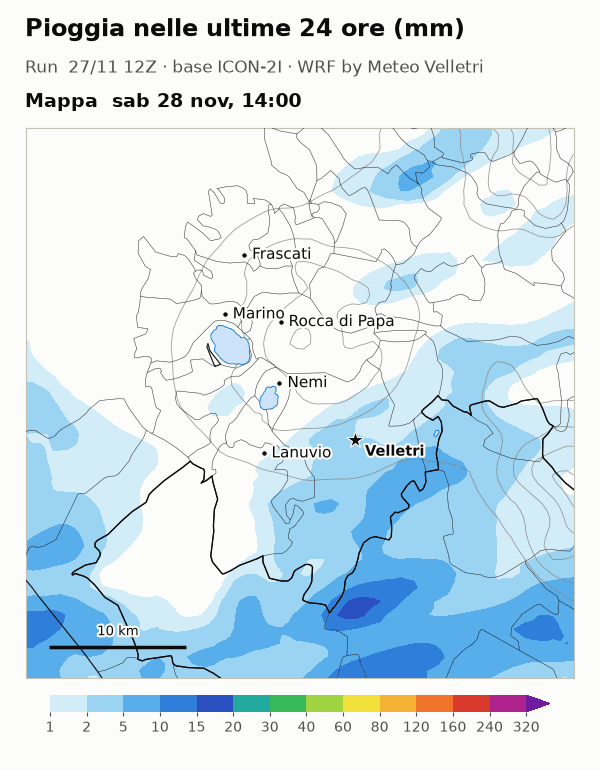 Pioggia nelle ultime 24 ore (mm)
Run  27/11 12Z · base ICON-2I · WRF by Meteo Velletri
Mappa  sab 28 nov, 14:00
Frascati
Marino
Rocca di Papa
Nemi
Velletri
Lanuvio
10 km
1 2 5 10 15 20 30 40 60 80 120 160 240 320